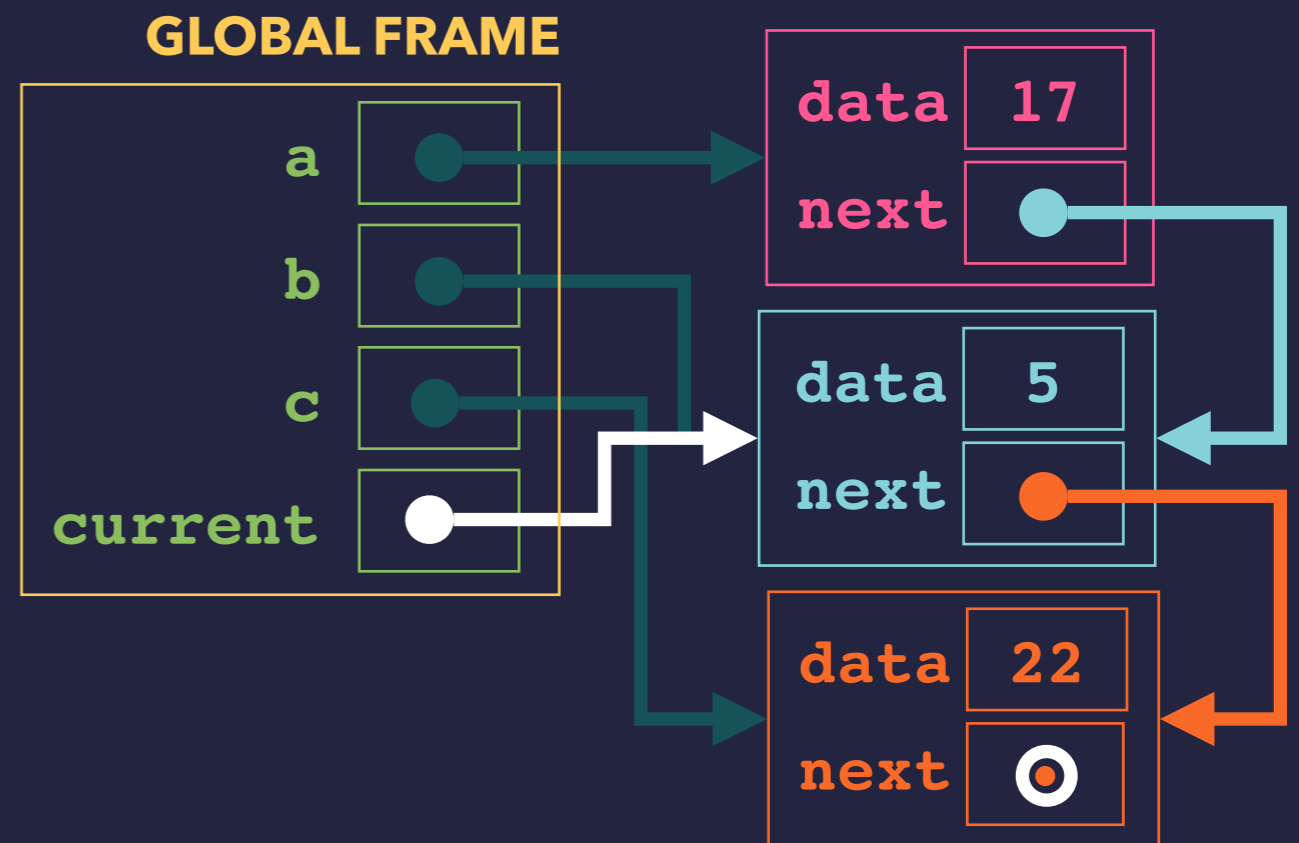 GLOBAL FRAME
a
b
c
current
data 17
next
data 5
next
data 22
next